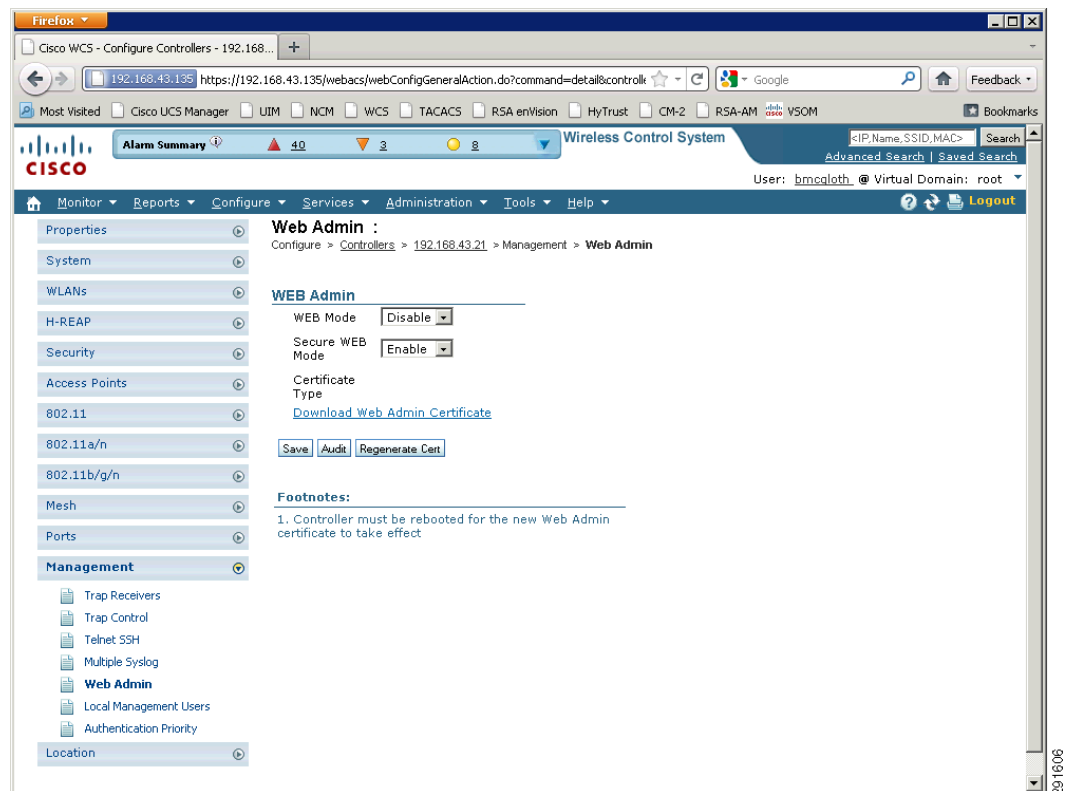 Firefox
Cisco WCS - Configure Controllers - 192.168... +
192.168.43.135 https://192.168.43.135/webacs/webConfigGeneralAction.do?command=detail&controlle
Google
Feedback
Most Visited Cisco UCS Manager UIM NCM WCS TACACS RSA enVision HyTrust CM-2 RSA-AM VSOM Bookmarks
CISCO
Alarm Summary 40 3 8
Wireless Control System
<IP,Name,SSID,MAC> Search
Advanced Search | Saved Search
User: bmcgloth @ Virtual Domain: root
Monitor Reports Configure Services Administration Tools Help Logout
Properties
System
WLANs
H-REAP
Security
Access Points
802.11
802.11a/n
802.11b/g/n
Mesh
Ports
Management
Trap Receivers
Trap Control
Telnet SSH
Multiple Syslog
Web Admin
Local Management Users
Authentication Priority
Location
Web Admin :
Configure > Controllers > 192.168.43.21 > Management > Web Admin
WEB Admin
WEB Mode Disable
Secure WEB
Mode Enable
Certificate
Type
Download Web Admin Certificate
Save Audit Regenerate Cert
Footnotes:
1. Controller must be rebooted for the new Web Admin
certificate to take effect
291606